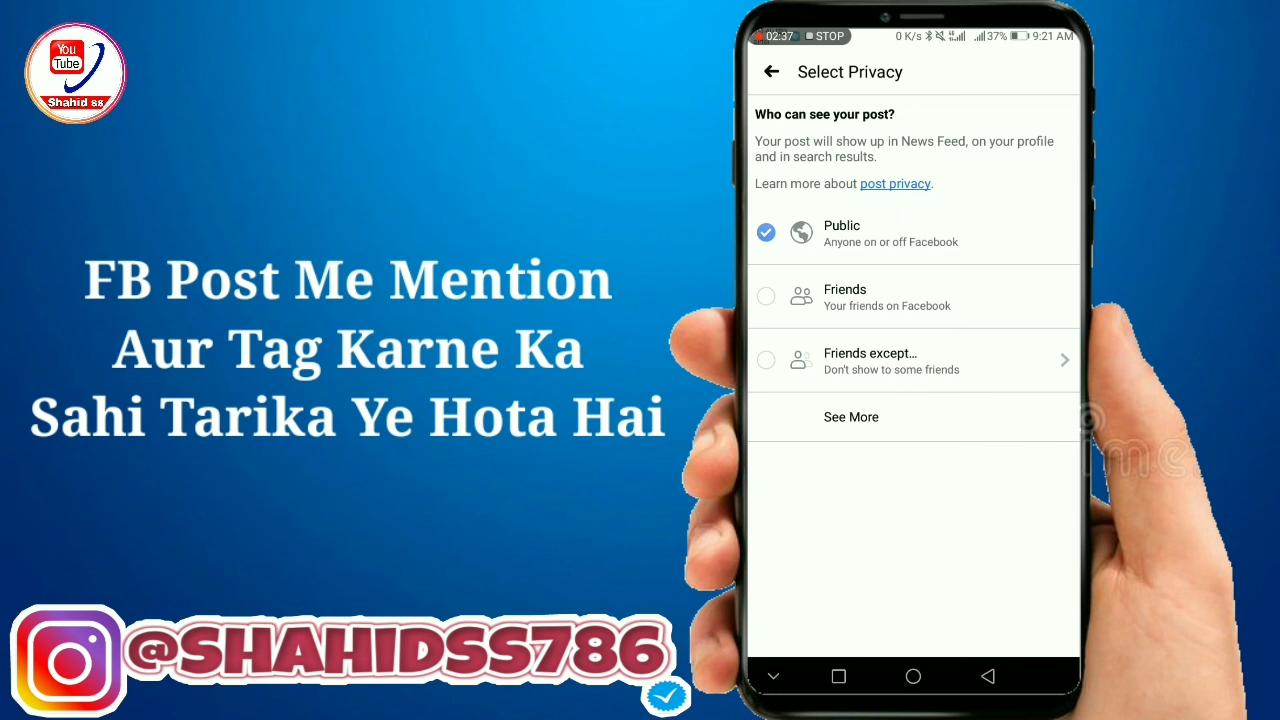 You
Tube
Shahid ss
FB Post Me Mention
Aur Tag Karne Ka
Sahi Tarika Ye Hota Hai
@SHAHIDSS786
02:37 STOP
0 K/s 37% 9:21 AM
Select Privacy
Who can see your post?
Your post will show up in News Feed, on your profile
and in search results.
Learn more about post privacy.
Public
Anyone on or off Facebook
Friends
Your friends on Facebook
Friends except...
Don't show to some friends
See More